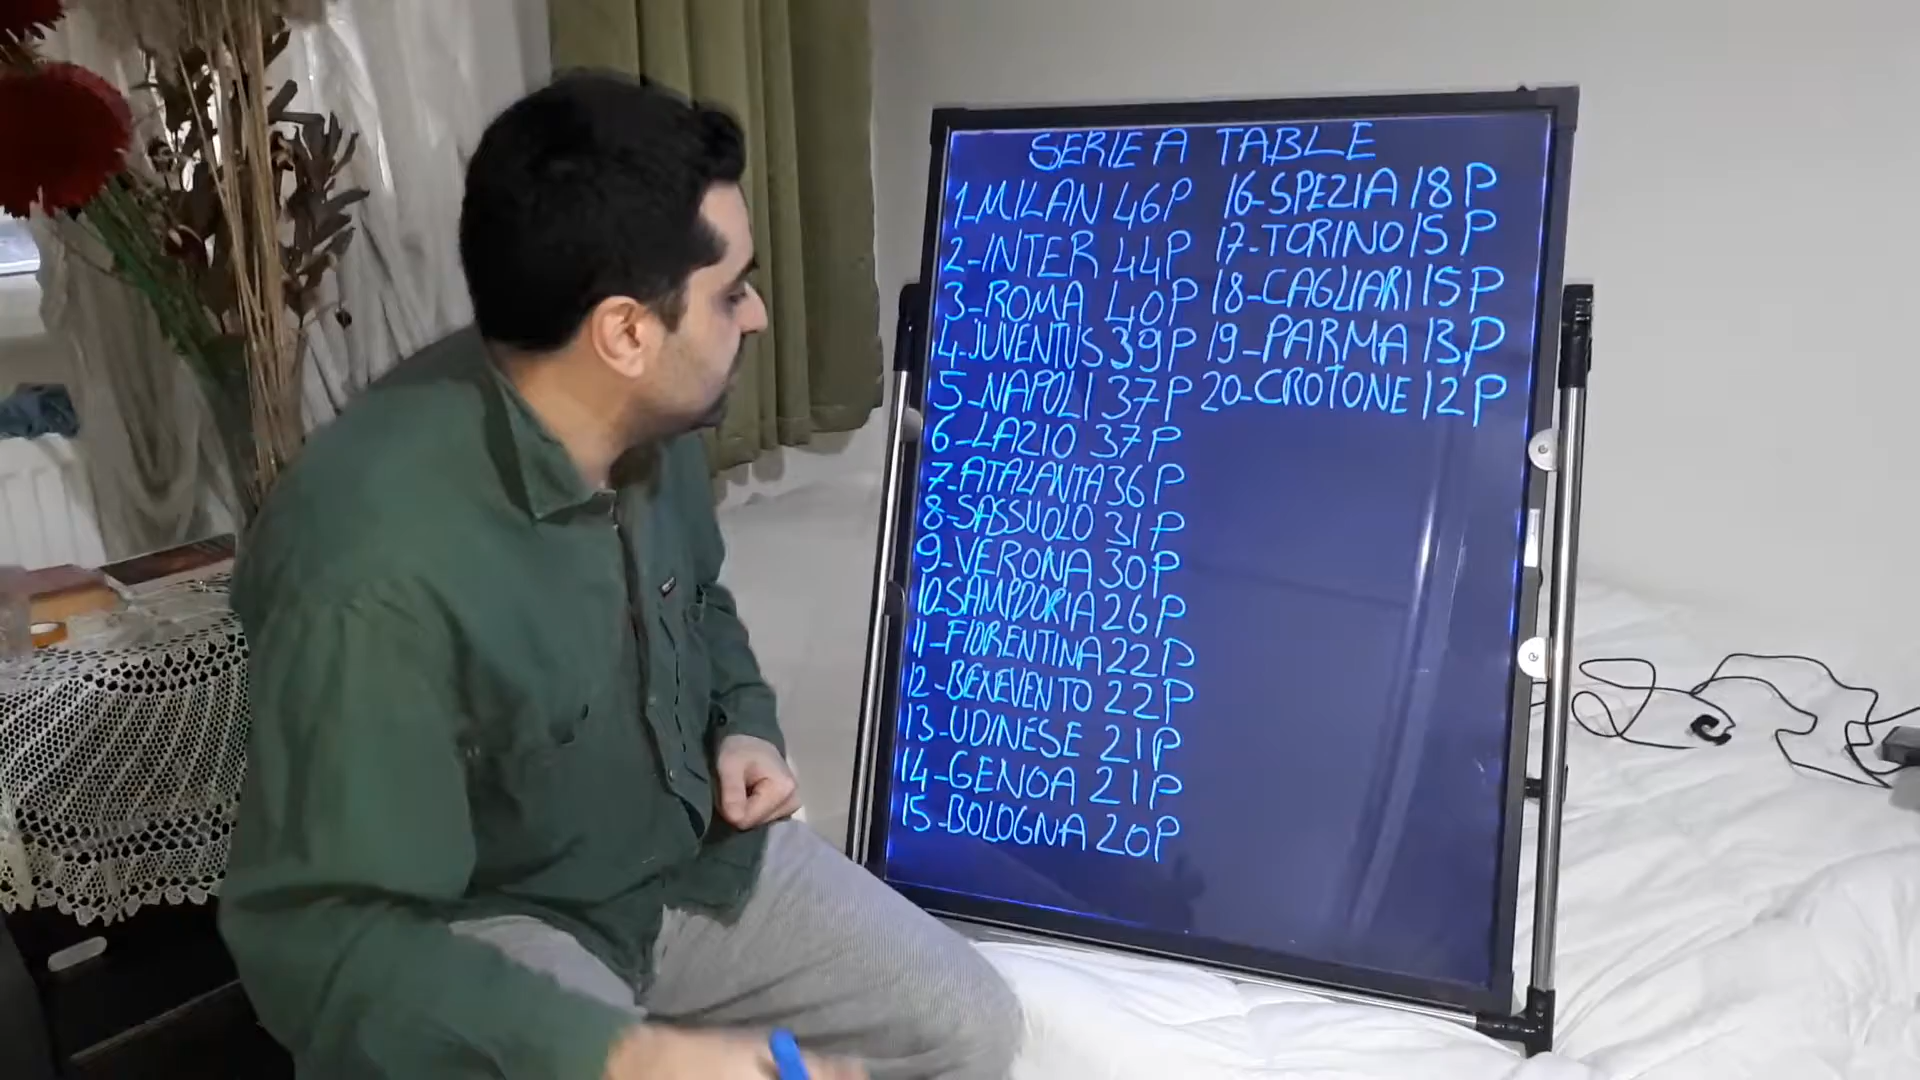 SERIE A TABLE
1-MILAN 46P
2-INTER 44P
3-ROMA 40P
4-JUVENTUS 39P
5-NAPOLI 37P
6-LAZIO 37P
7-ATALANTA 36P
8-SASSUOLO 31P
9-VERONA 30P
10-SAMPDORIA 26P
11-FIORENTINA 22P
12-BENEVENTO 22P
13-UDINESE 21P
14-GENOA 21P
15-BOLOGNA 20P
16-SPEZIA 18P
17-TORINO 15P
18-CAGLIARI 15P
19-PARMA 13P
20-CROTONE 12P